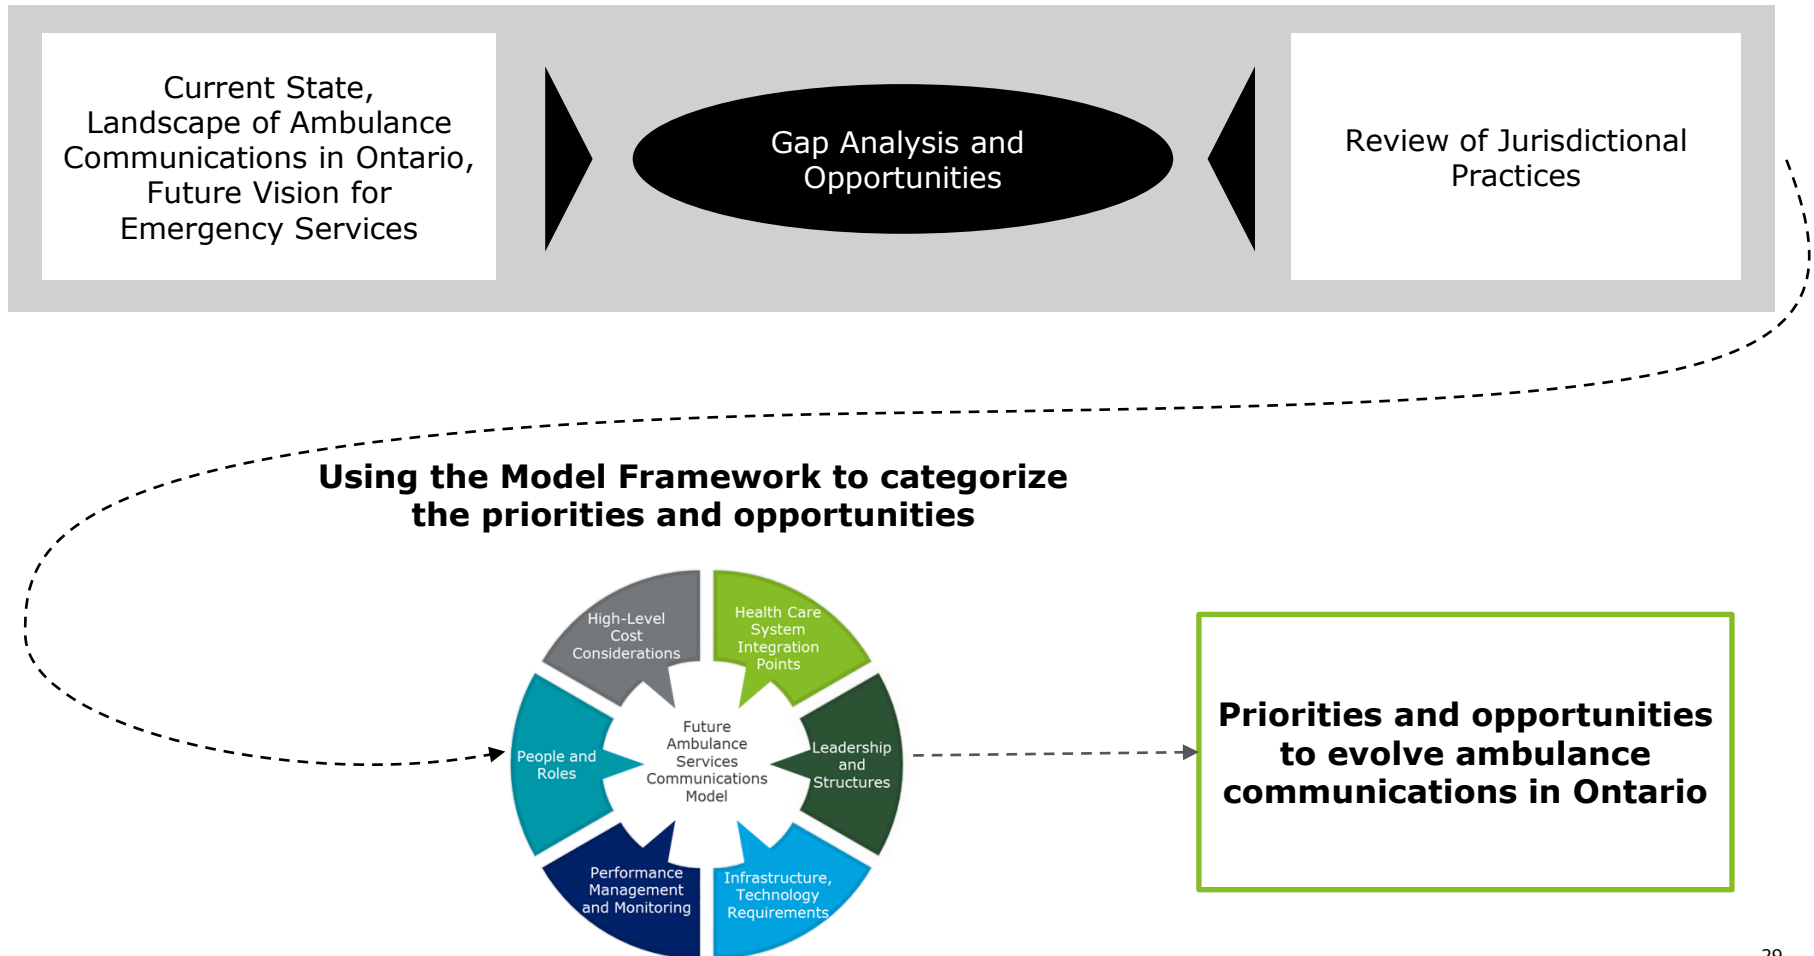 Current State,
Landscape of Ambulance
Communications in Ontario,
Future Vision for
Emergency Services
Gap Analysis and
Opportunities
Review of Jurisdictional
Practices
Using the Model Framework to categorize
the priorities and opportunities
High-Level
Cost
Considerations
Health Care
System
Integration
Points
People and
Roles
Future
Ambulance
Services
Communications
Model
Leadership
and
Structures
Performance
Management
and Monitoring
Infrastructure,
Technology
Requirements
Priorities and opportunities
to evolve ambulance
communications in Ontario
29